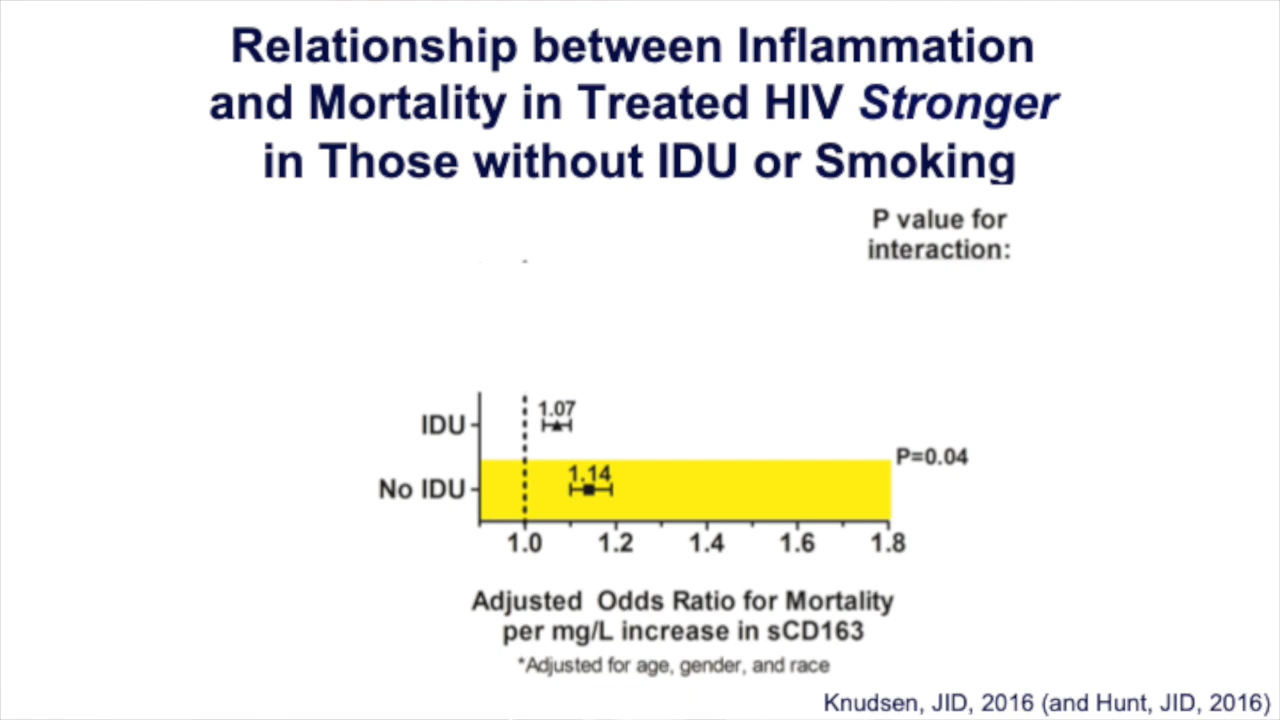 Relationship between Inflammation
and Mortality in Treated HIV Stronger
in Those without IDU or Smoking
P value for
interaction:
IDU
1.07
P=0.04
No IDU
1.14
1.0 1.2 1.4 1.6 1.8
Adjusted Odds Ratio for Mortality
per mg/L increase in sCD163
*Adjusted for age, gender, and race
Knudsen, JID, 2016 (and Hunt, JID, 2016)